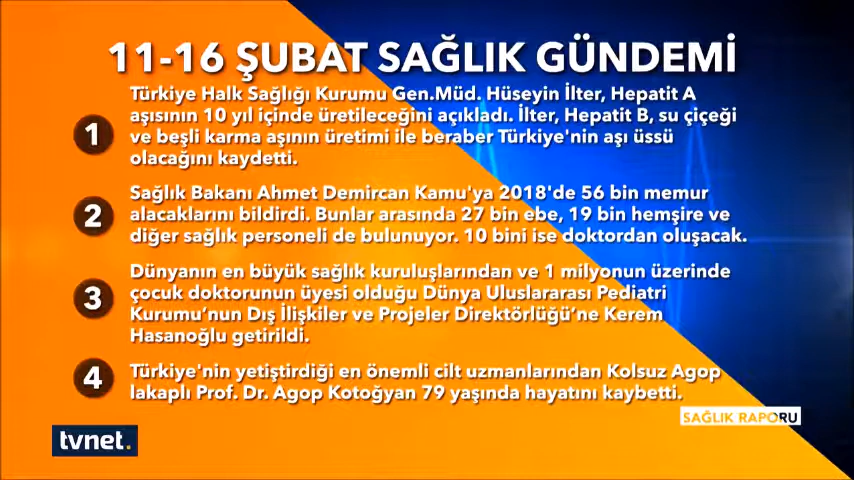 11-16 ŞUBAT SAĞLIK GÜNDEMİ
1
Türkiye Halk Sağlığı Kurumu Gen.Müd. Hüseyin İlter, Hepatit A
aşısının 10 yıl içinde üretileceğini açıkladı. İlter, Hepatit B, su çiçeği
ve beşli karma aşının üretimi ile beraber Türkiye'nin aşı üssü
olacağını kaydetti.
2
Sağlık Bakanı Ahmet Demircan Kamu'ya 2018'de 56 bin memur
alacaklarını bildirdi. Bunlar arasında 27 bin ebe, 19 bin hemşire ve
diğer sağlık personeli de bulunuyor. 10 bini ise doktordan oluşacak.
3
Dünyanın en büyük sağlık kuruluşlarından ve 1 milyonun üzerinde
çocuk doktorunun üyesi olduğu Dünya Uluslararası Pediatri
Kurumu’nun Dış İlişkiler ve Projeler Direktörlüğü’ne Kerem
Hasanoğlu getirildi.
4
Türkiye'nin yetiştirdiği en önemli cilt uzmanlarından Kolsuz Agop
lakaplı Prof. Dr. Agop Kotoğyan 79 yaşında hayatını kaybetti.
SAĞLIK RAPORU
tvnet.